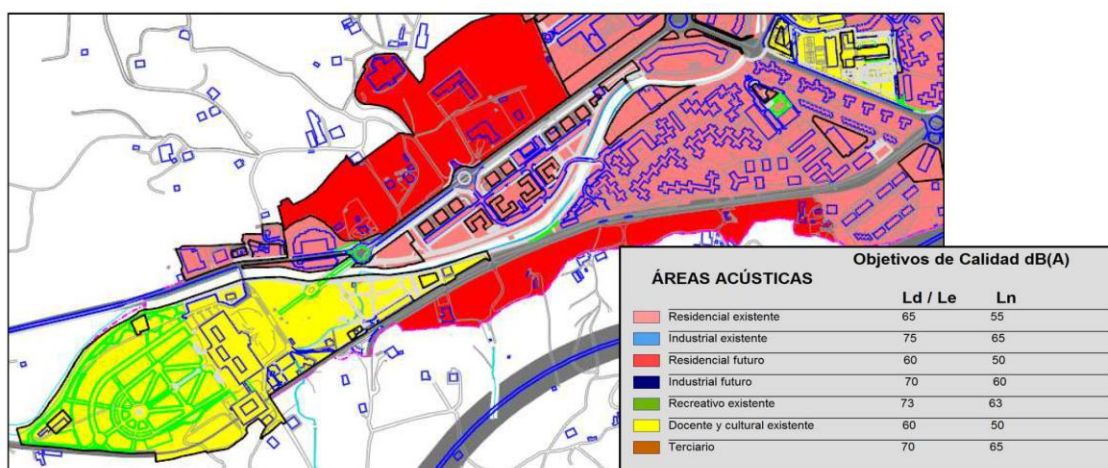 Objetivos de Calidad dB(A)
ÁREAS ACÚSTICAS
Ld / Le Ln
Residencial existente 65 55
Industrial existente 75 65
Residencial futuro 60 50
Industrial futuro 70 60
Recreativo existente 73 63
Docente y cultural existente 60 50
Terciario 70 65